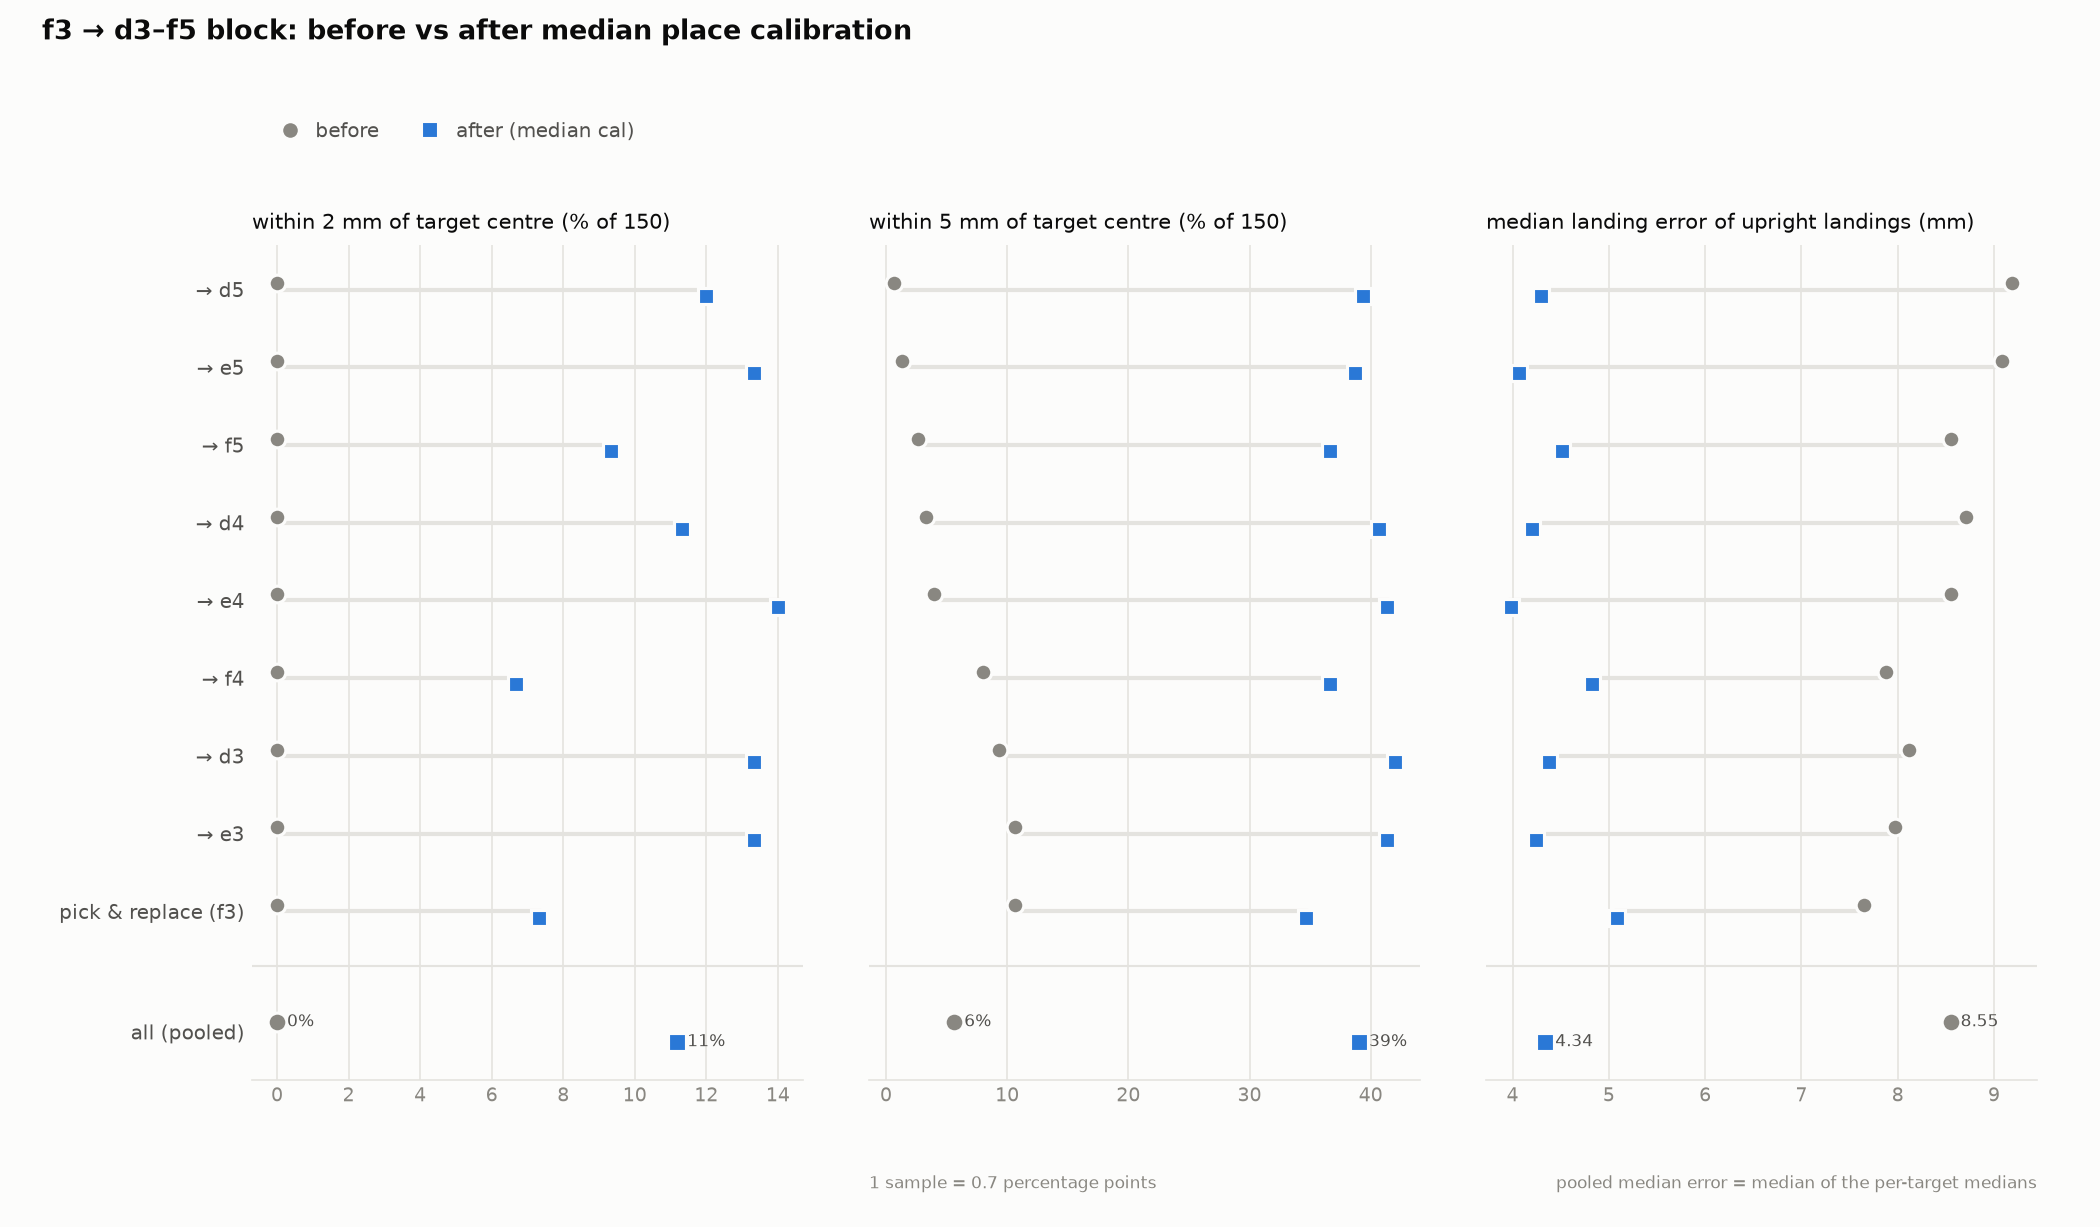 f3 → d3–f5 block: before vs after median place calibration
before
after (median cal)
within 2 mm of target centre (% of 150)
within 5 mm of target centre (% of 150)
median landing error of upright landings (mm)
→ d5
→ e5
→ f5
→ d4
→ e4
→ f4
→ d3
→ e3
pick & replace (f3)
all (pooled)
0%
11%
6%
39%
8.55
4.34
0 2 4 6 8 10 12 14
0 10 20 30 40
4 5 6 7 8 9
1 sample = 0.7 percentage points
pooled median error = median of the per-target medians